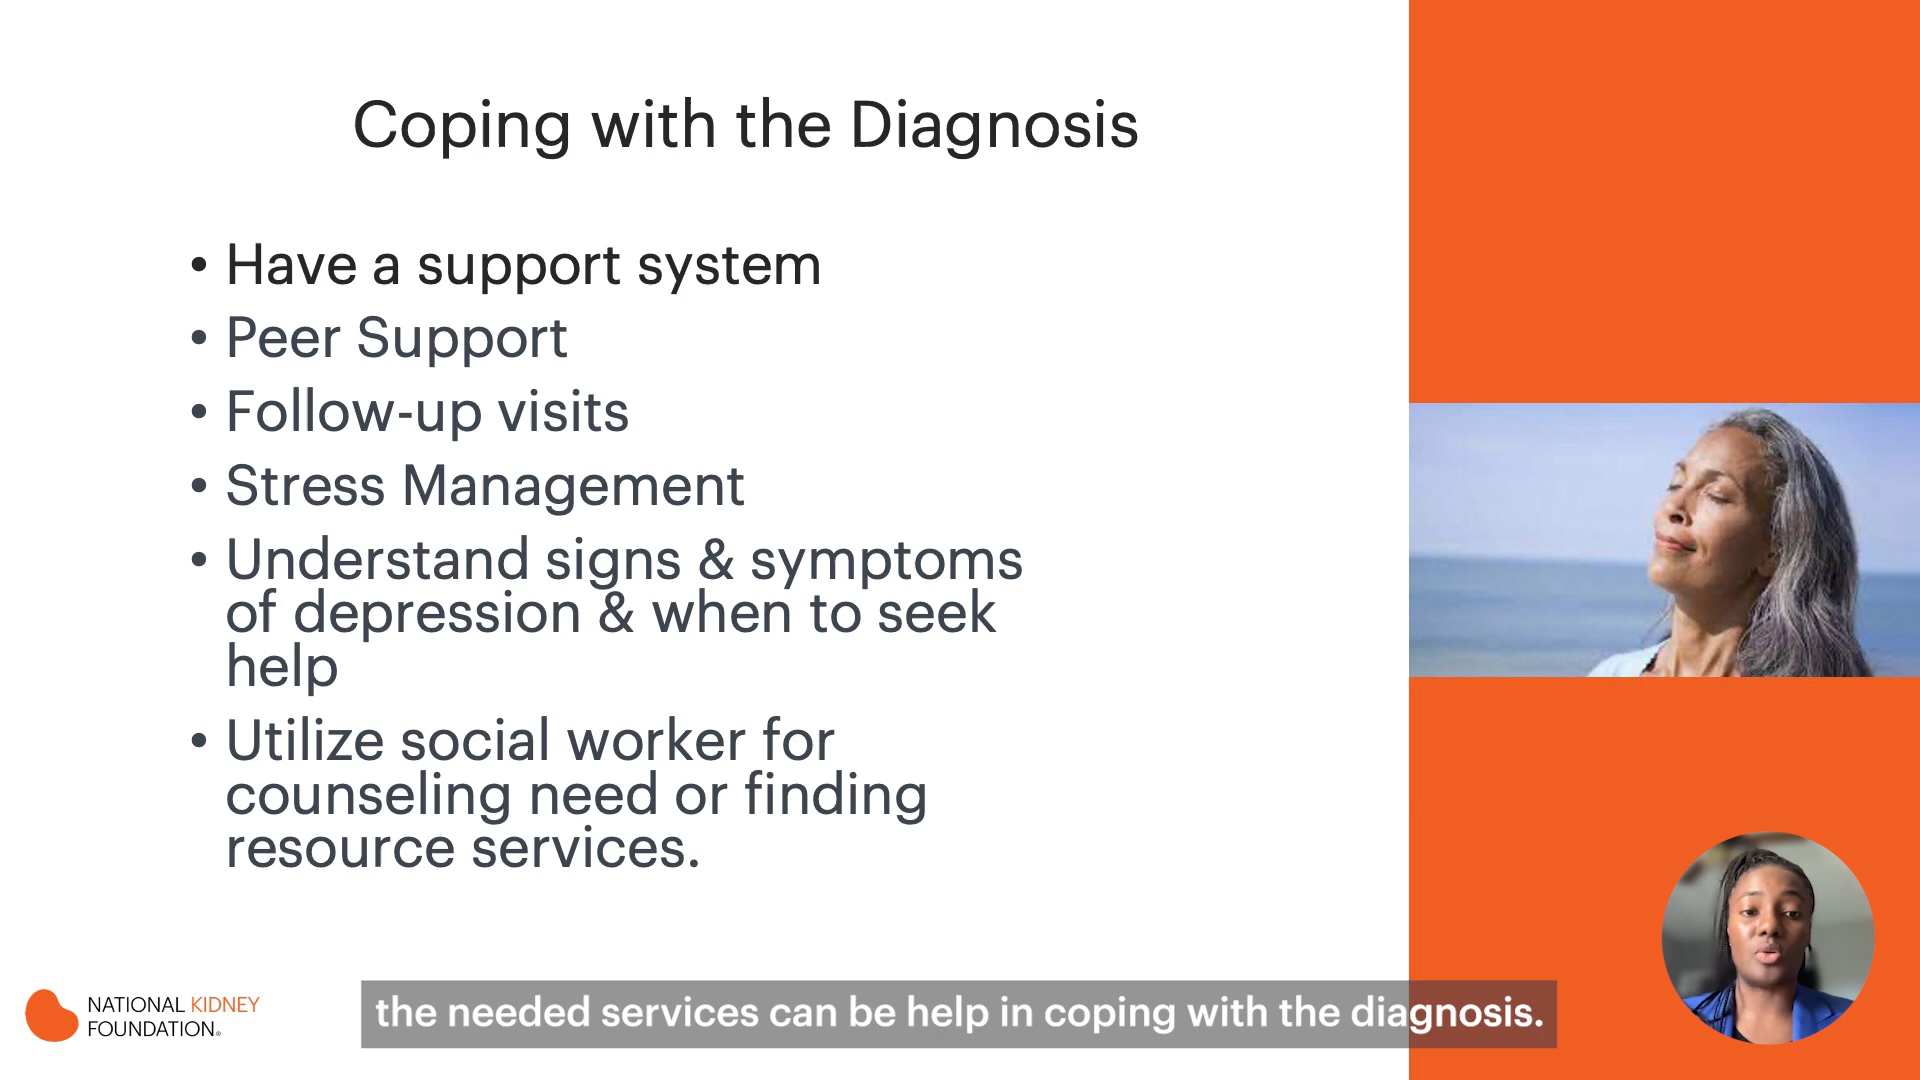 Coping with the Diagnosis
• Have a support system
• Peer Support
• Follow-up visits
• Stress Management
• Understand signs & symptoms
of depression & when to seek
help
• Utilize social worker for
counseling need or finding
resource services.
NATIONAL KIDNEY
FOUNDATION®
the needed services can be help in coping with the diagnosis.